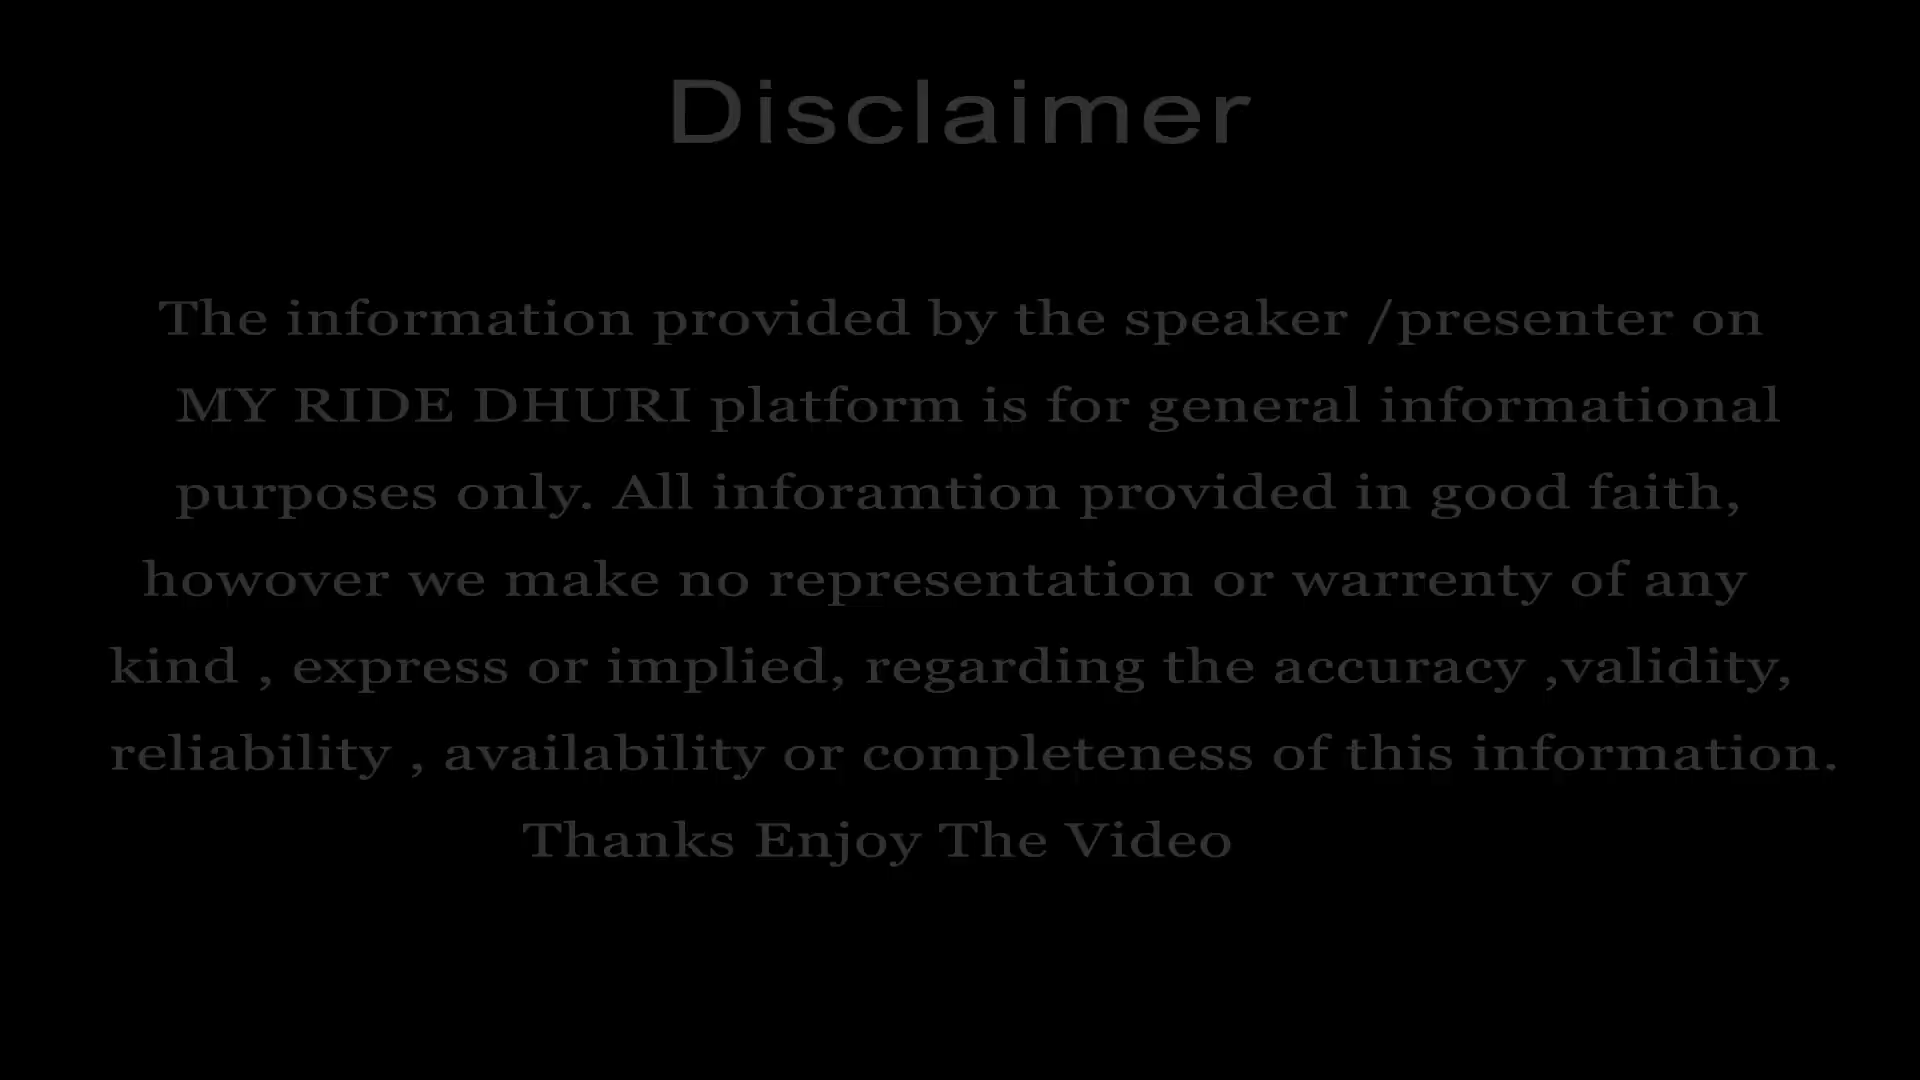 Disclaimer
The information provided by the speaker /presenter on
MY RIDE DHURI platform is for general informational
purposes only. All inforamtion provided in good faith,
howover we make no representation or warrenty of any
kind , express or implied, regarding the accuracy ,validity,
reliability , availability or completeness of this information.
Thanks Enjoy The Video